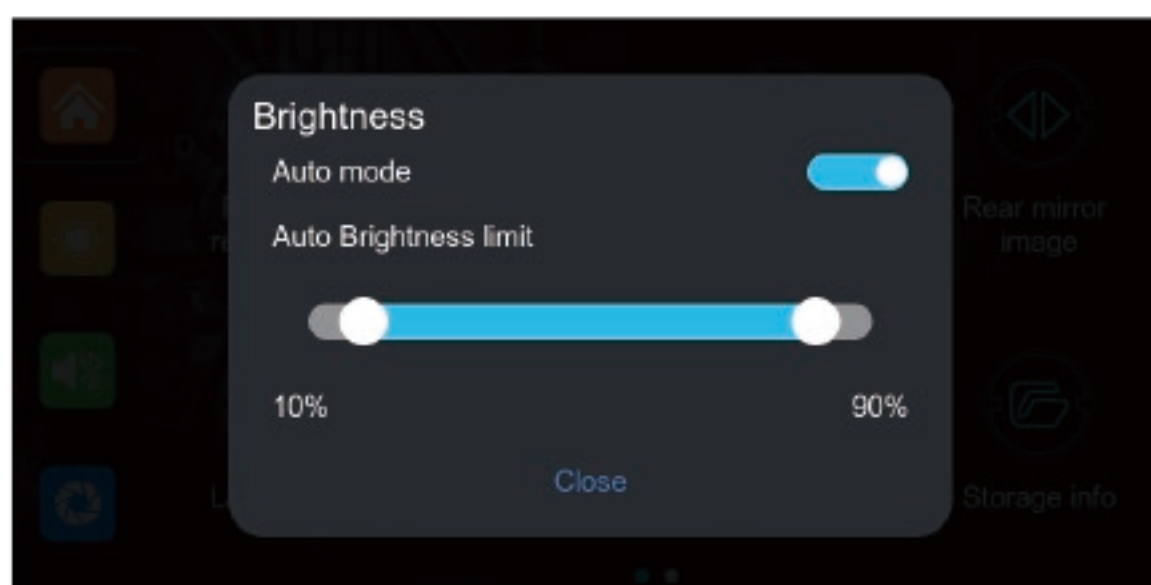 Brightness
Auto mode
Auto Brightness limit
10%
90%
Close
Rear mirror
image
Storage info